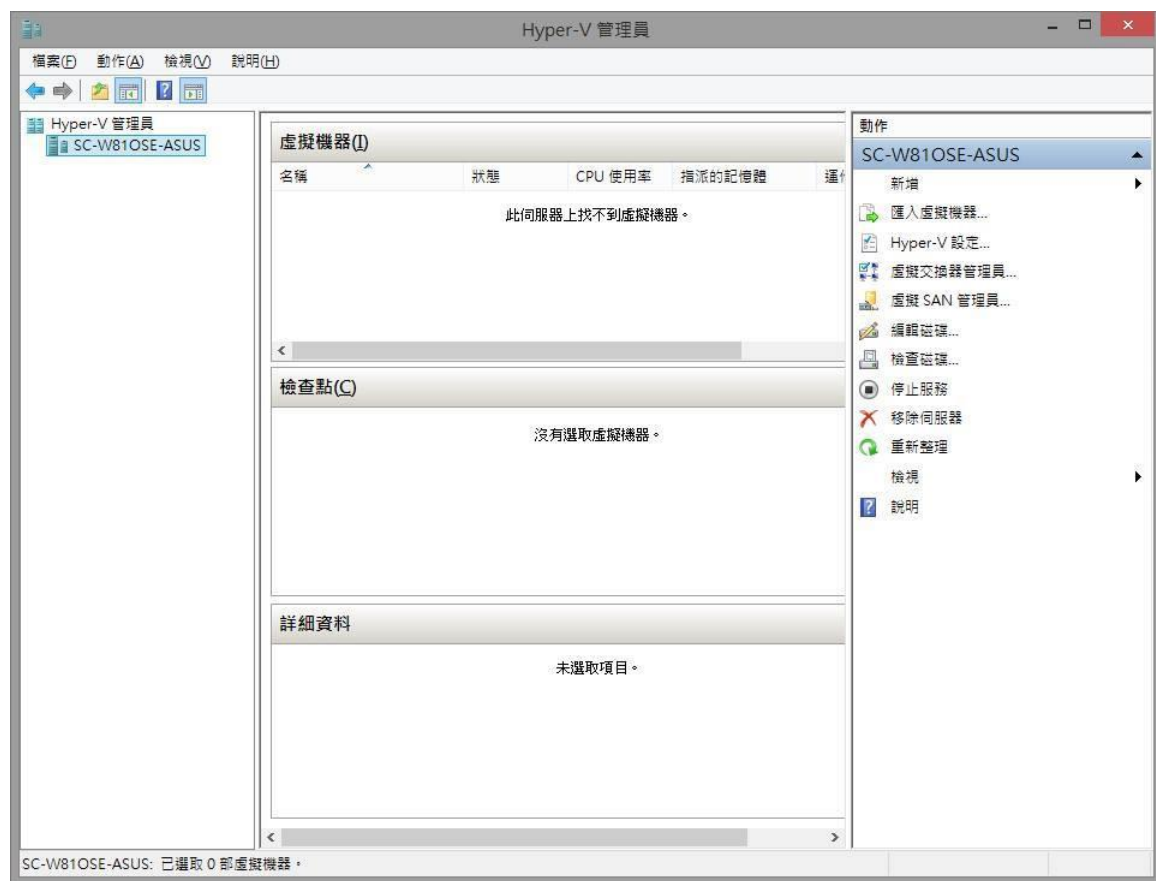 Hyper-V 管理員
檔案(F) 動作(A) 檢視(V) 說明(H)
Hyper-V 管理員
SC-W81OSE-ASUS
虛擬機器(I)
名稱 狀態 CPU 使用率 指派的記憶體 運
此伺服器上找不到虛擬機器。
檢查點(C)
沒有選取虛擬機器。
詳細資料
未選取項目。
動作
SC-W81OSE-ASUS
新增
匯入虛擬機器...
Hyper-V 設定...
虛擬交換器管理員...
虛擬 SAN 管理員...
編輯磁碟...
檢查磁碟...
停止服務
移除伺服器
重新整理
檢視
說明
SC-W81OSE-ASUS: 已選取 0 部虛擬機器。